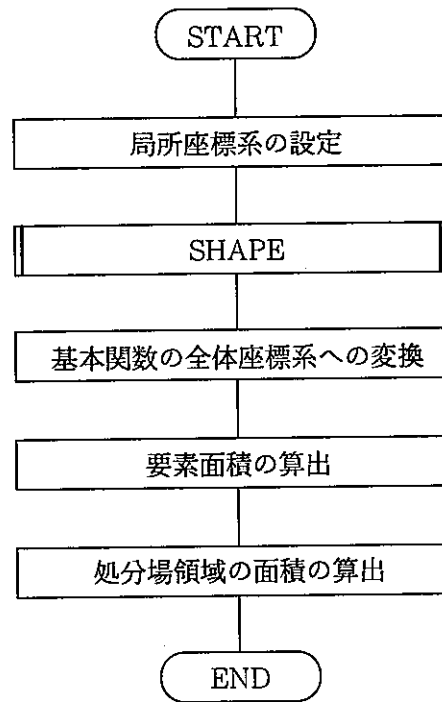 START
局所座標系の設定
SHAPE
基本関数の全体座標系への変換
要素面積の算出
処分場領域の面積の算出
END